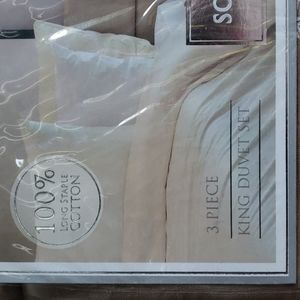 SO
100%
LONG STAPLE
COTTON
3 PIECE
KING DUVET SET